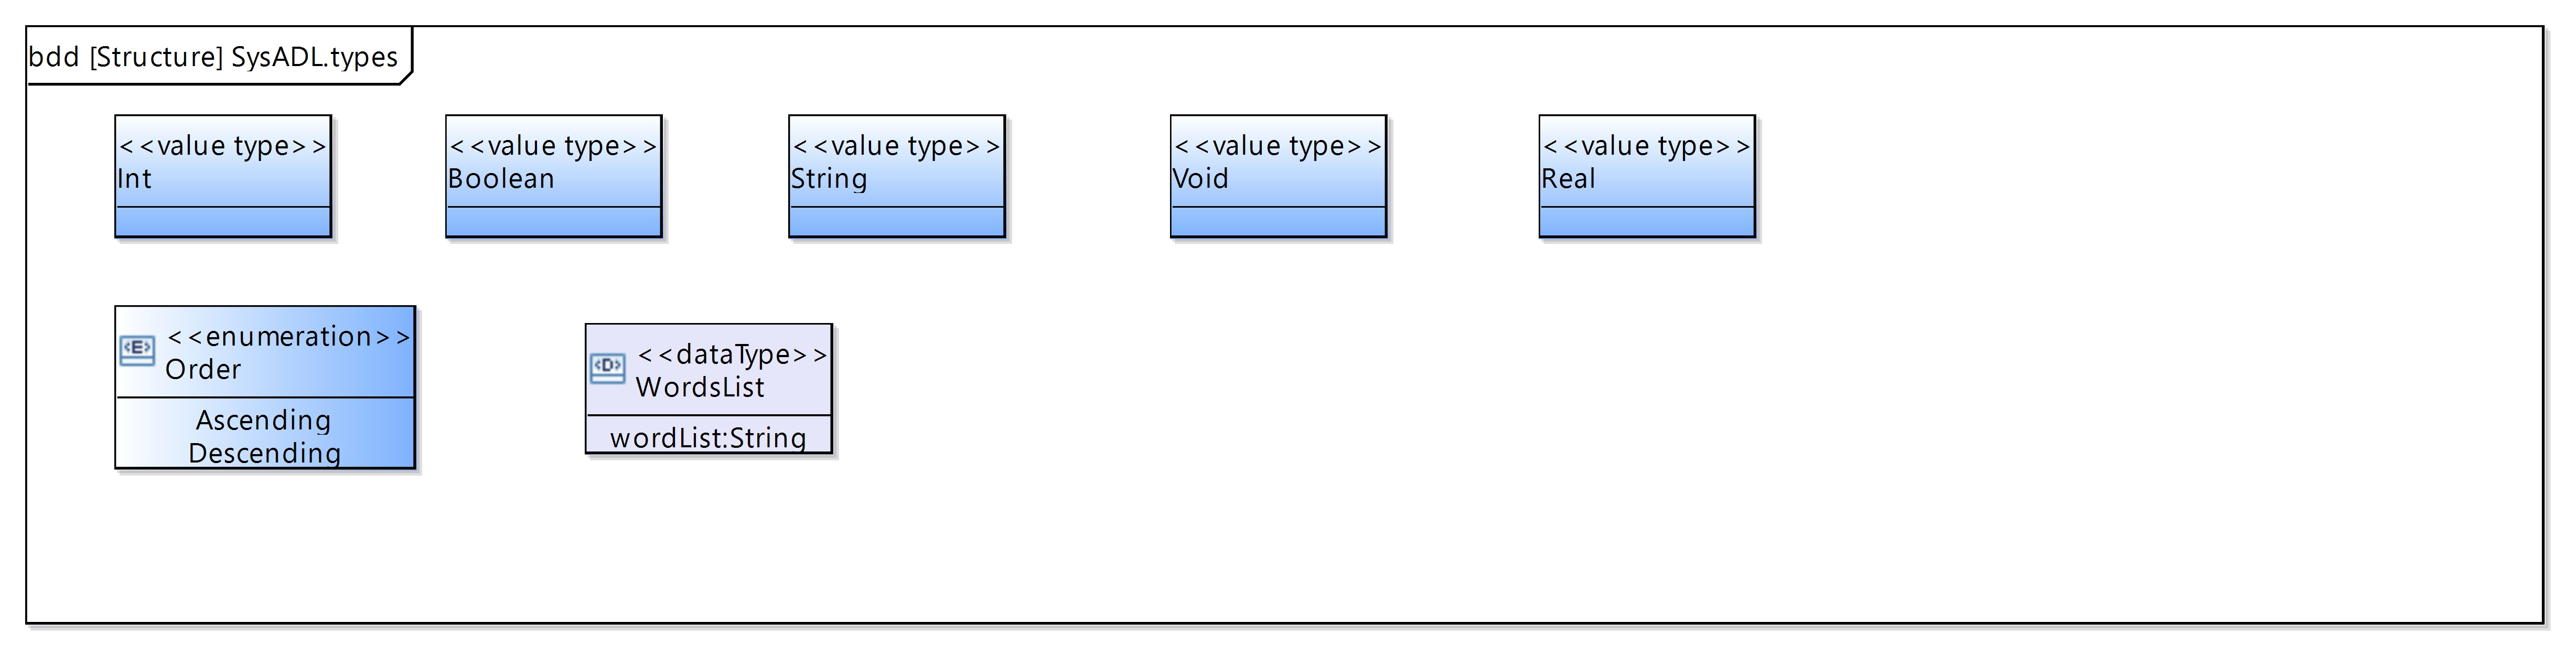 bdd [Structure] SysADL.types
<<value type>>
Int
<<value type>>
Boolean
<<value type>>
String
<<value type>>
Void
<<value type>>
Real
<E>
<<enumeration>>
Order
Ascending
Descending
<D>
<<dataType>>
WordsList
wordList:String